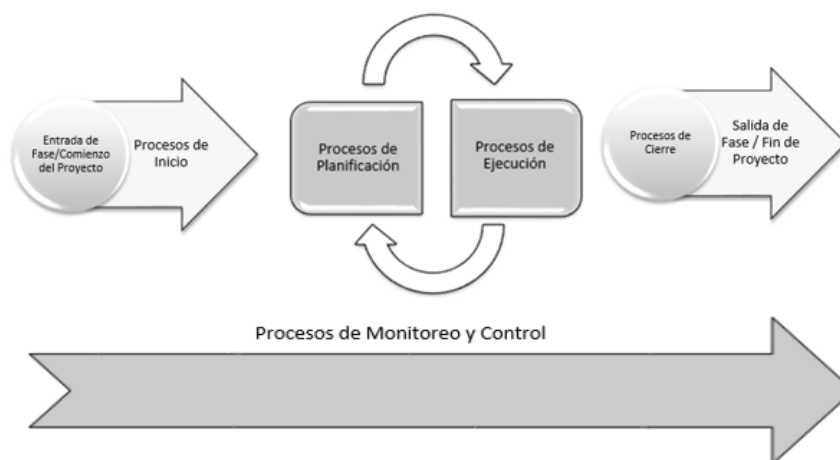 Entrada de
Fase/Comienzo
del Proyecto
Procesos de
Inicio
Procesos de
Planificación
Procesos de
Ejecución
Procesos de
Cierre
Salida de
Fase / Fin de
Proyecto
Procesos de Monitoreo y Control